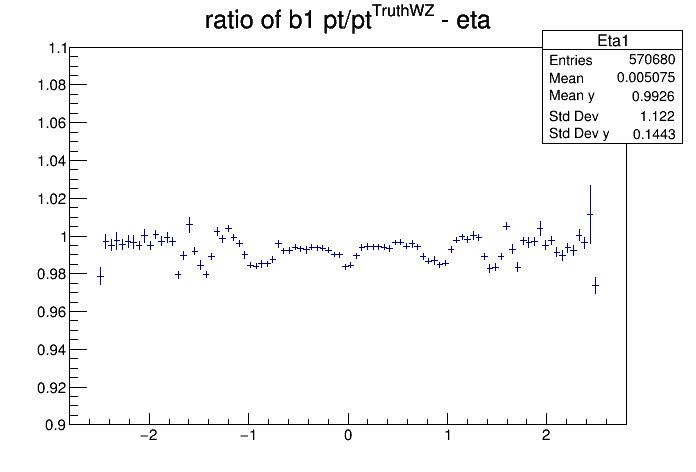 ratio of b1 pt/pt^TruthWZ - eta
Eta1
Entries 570680
Mean 0.005075
Mean y 0.9926
Std Dev 1.122
Std Dev y 0.1443
1.1
1.08
1.06
1.04
1.02
1
0.98
0.96
0.94
0.92
0.9
−2 −1 0 1 2